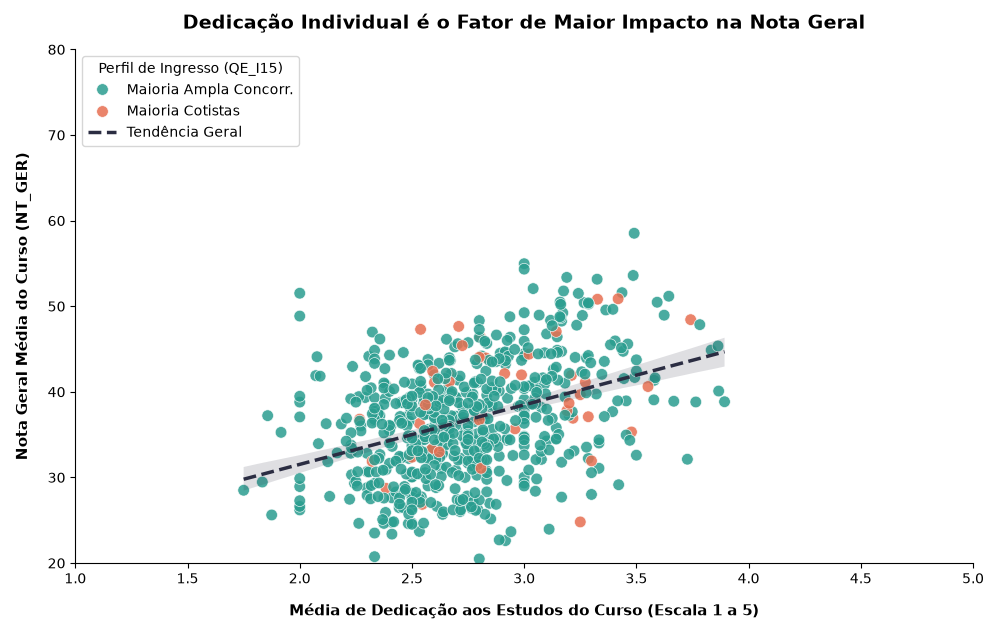 Dedicação Individual é o Fator de Maior Impacto na Nota Geral
Nota Geral Média do Curso (NT_GER)
80
70
60
50
40
30
20
Perfil de Ingresso (QE_I15)
Maioria Ampla Concorr.
Maioria Cotistas
Tendência Geral
1.0 1.5 2.0 2.5 3.0 3.5 4.0 4.5 5.0
Média de Dedicação aos Estudos do Curso (Escala 1 a 5)